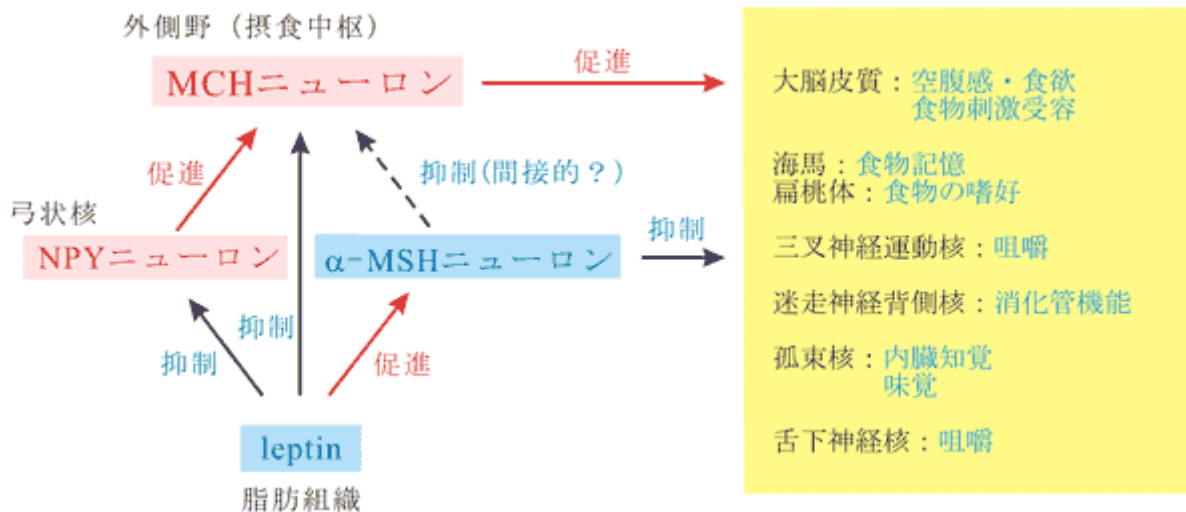 外側野（摂食中枢）
MCHニューロン
促進
促進
抑制(間接的？)
弓状核
NPYニューロン
α-MSHニューロン
抑制
抑制
抑制
促進
leptin
脂肪組織
大脳皮質：空腹感・食欲
食物刺激受容
海馬：食物記憶
扁桃体：食物の嗜好
三叉神経運動核：咀嚼
迷走神経背側核：消化管機能
孤束核：内臓知覚
味覚
舌下神経核：咀嚼